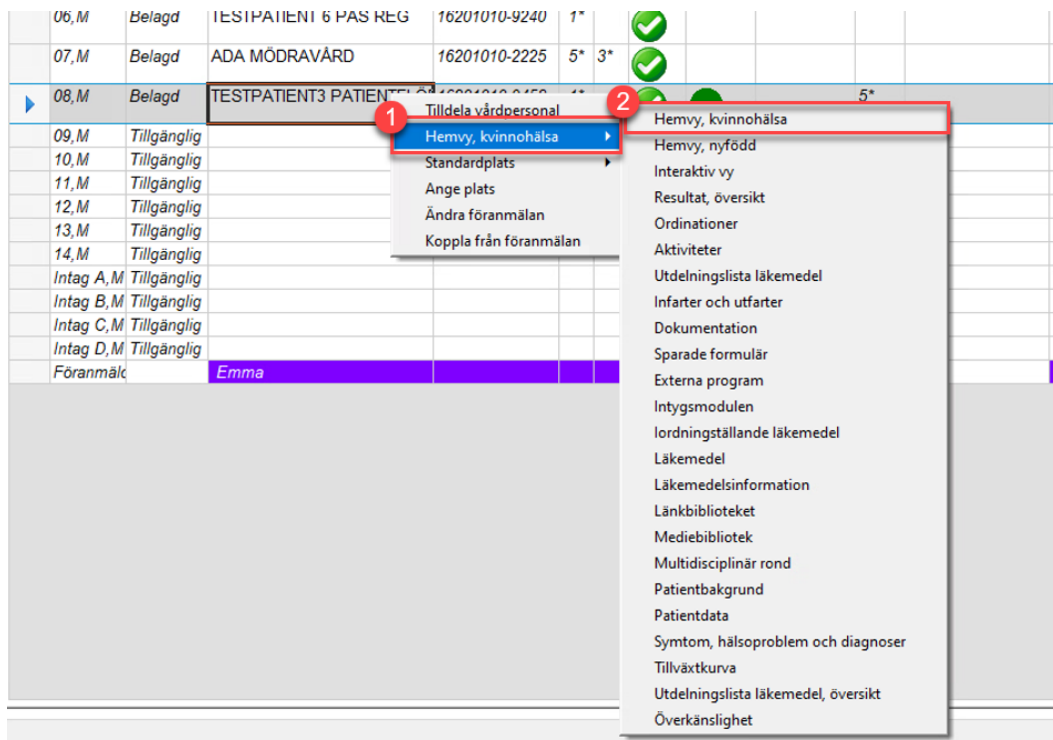 06,M Belagd TESTPATIENT 6 PAS REG 16201010-9240 1*
07,M Belagd ADA MÖDRAVÅRD 16201010-2225 5* 3*
08,M Belagd TESTPATIENT3 5*
09,M Tillgänglig
10,M Tillgänglig
11,M Tillgänglig
12,M Tillgänglig
13,M Tillgänglig
14,M Tillgänglig
Intag A,M Tillgänglig
Intag B,M Tillgänglig
Intag C,M Tillgänglig
Intag D,M Tillgänglig
Föranmäld Emma
1
Tilldela vårdpersonal
Hemvy, kvinnohälsa
Standardplats
Ange plats
Ändra föranmälan
Koppla från föranmälan
2
Hemvy, kvinnohälsa
Hemvy, nyfödd
Interaktiv vy
Resultat, översikt
Ordinationer
Aktiviteter
Utdelningslista läkemedel
Infarter och utfarter
Dokumentation
Sparade formulär
Externa program
Intygsmodulen
Iordningställande läkemedel
Läkemedel
Läkemedelsinformation
Länkbiblioteket
Mediebibliotek
Multidisciplinär rond
Patientbakgrund
Patientdata
Symtom, hälsoproblem och diagnoser
Tillväxtkurva
Utdelningslista läkemedel, översikt
Överkänslighet